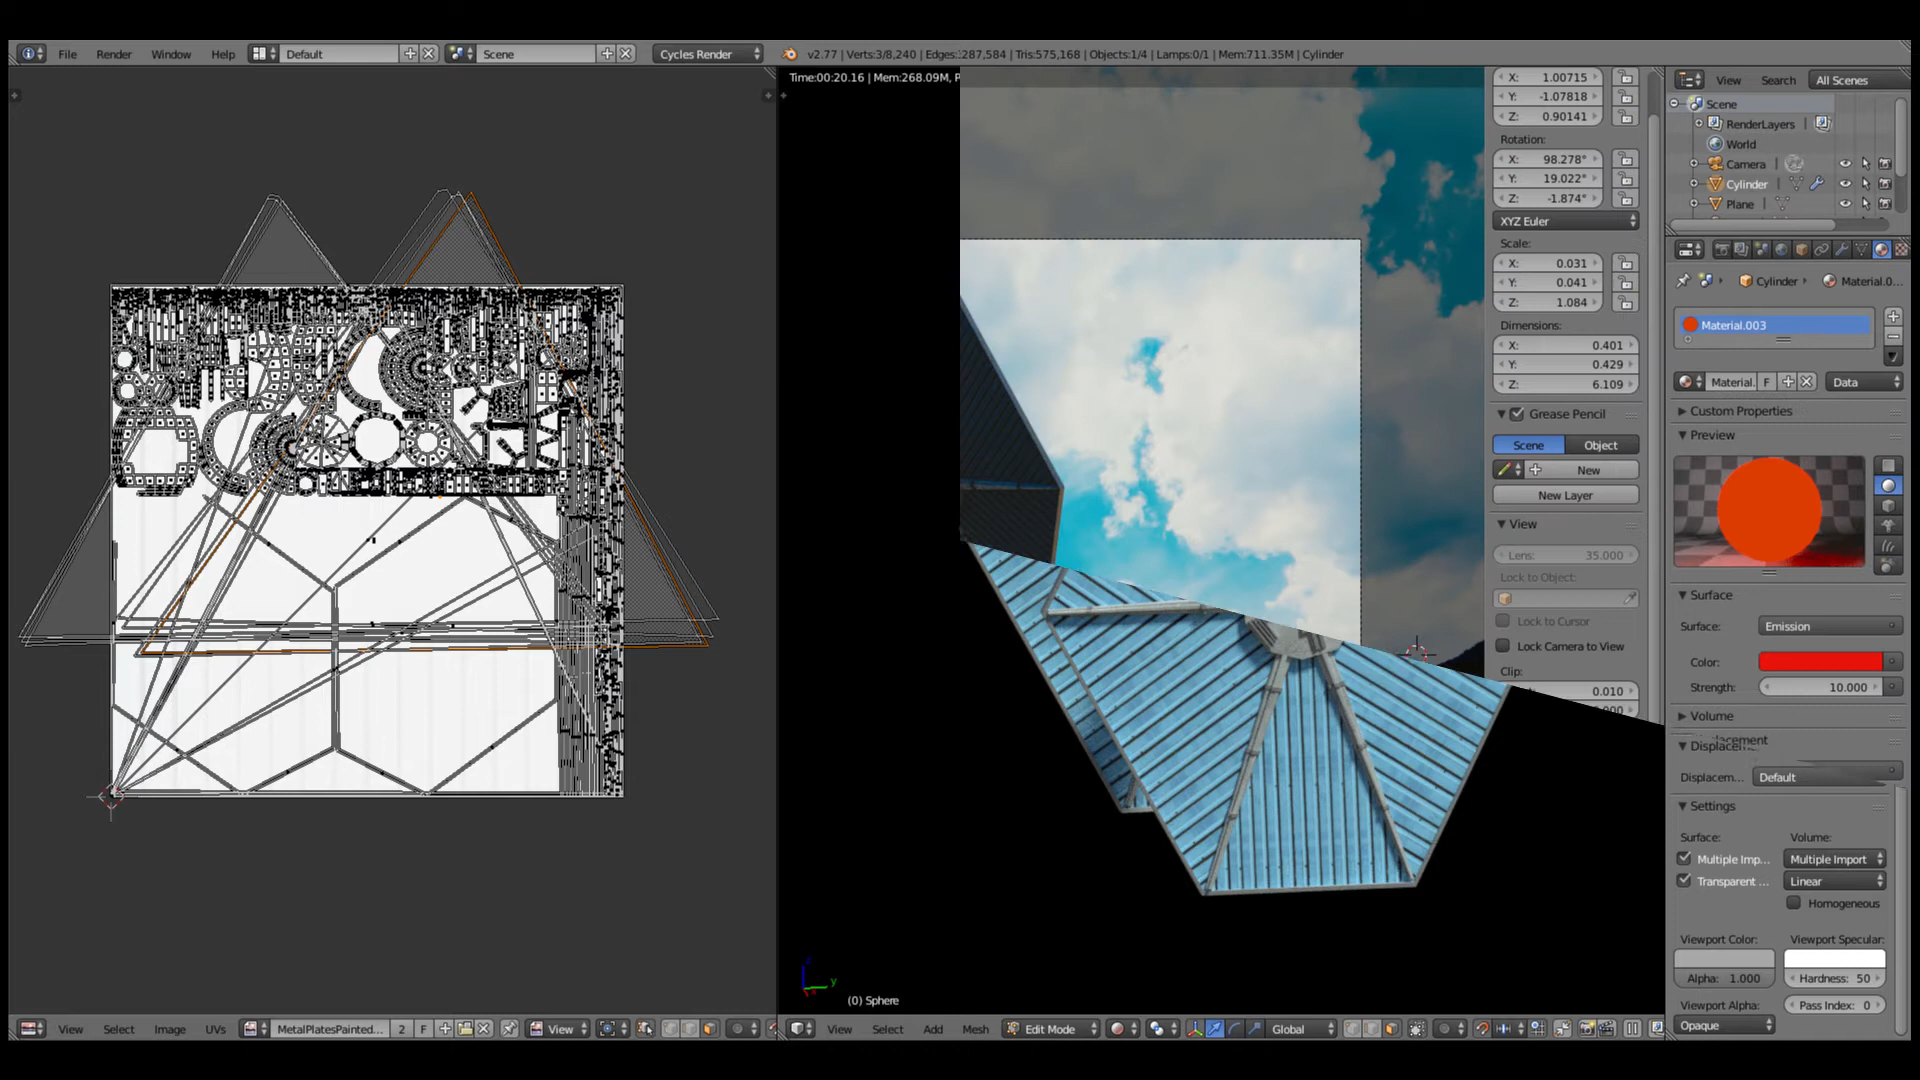 File Render Window Help Default Scene Cycles Render v2.77 | Verts:3/8,240 | Edges:287,584 | Tris:575,168 | Objects:1/4 | Lamps:0/1 | Mem:711.35M | Cylinder
Time:00:20.16 | Mem:268.09M, P
X: 1.00715
Y: -1.07818
Z: 0.90141
Rotation:
X: 98.278°
Y: 19.022°
Z: -1.874°
XYZ Euler
Scale:
X: 0.031
Y: 0.041
Z: 1.084
Dimensions:
X: 0.401
Y: 0.429
Z: 6.109
Grease Pencil
Scene Object
New
New Layer
View
Lens: 35.000
Lock to Object:
Lock to Cursor
Lock Camera to View
Clip:
0.010
View Search All Scenes
Scene
RenderLayers
World
Camera
Cylinder
Plane
Cylinder Material.0...
Material.003
Material. F Data
Custom Properties
Preview
Surface
Surface: Emission
Color:
Strength: 10.000
Volume
Displacem... Default
Settings
Surface: Volume:
Multiple Imp... Multiple Import
Transparent ... Linear
Homogeneous
Viewport Color: Viewport Specular:
Alpha: 1.000 Hardness: 50
Viewport Alpha: Pass Index: 0
Opaque
y
(0) Sphere
View Select Image UVs MetalPlatesPainted... 2 F View
View Select Add Mesh Edit Mode Global